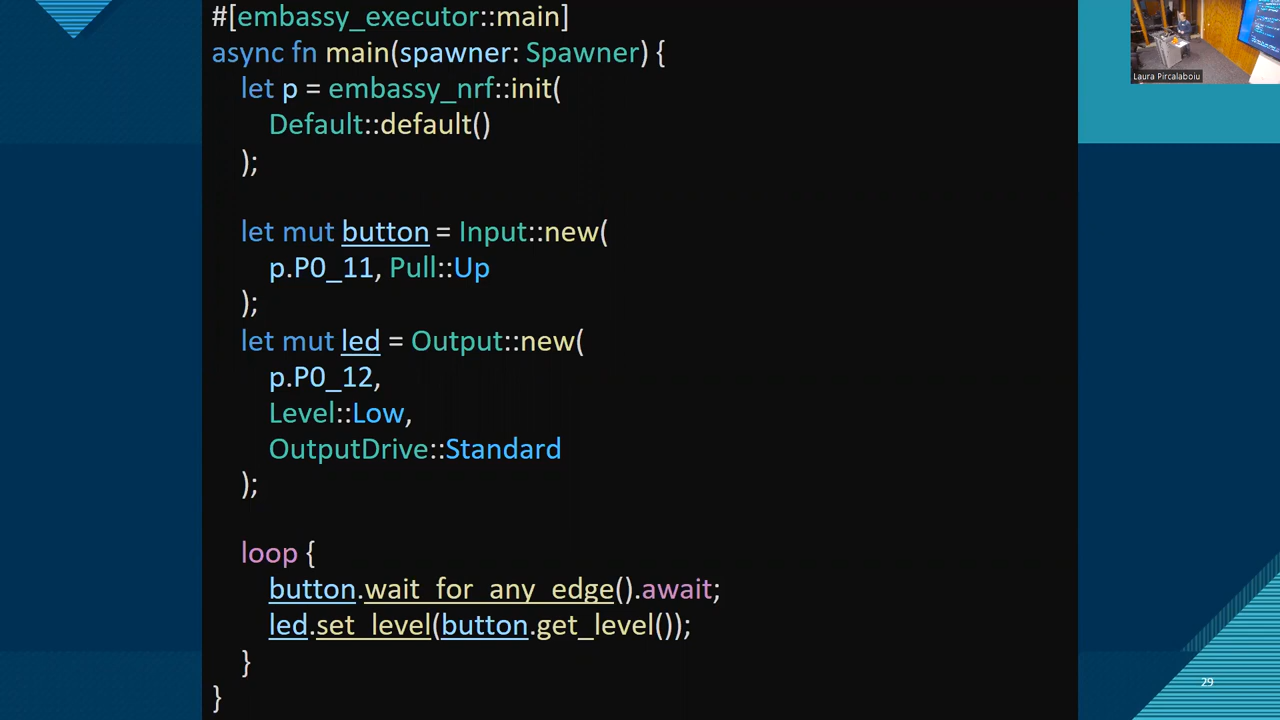 #[embassy_executor::main]
async fn main(spawner: Spawner) {
let p = embassy_nrf::init(
Default::default()
);
let mut button = Input::new(
p.P0_11, Pull::Up
);
let mut led = Output::new(
p.P0_12,
Level::Low,
OutputDrive::Standard
);
loop {
button.wait_for_any_edge().await;
led.set_level(button.get_level());
}
}
Laura Pircalaboiu
29